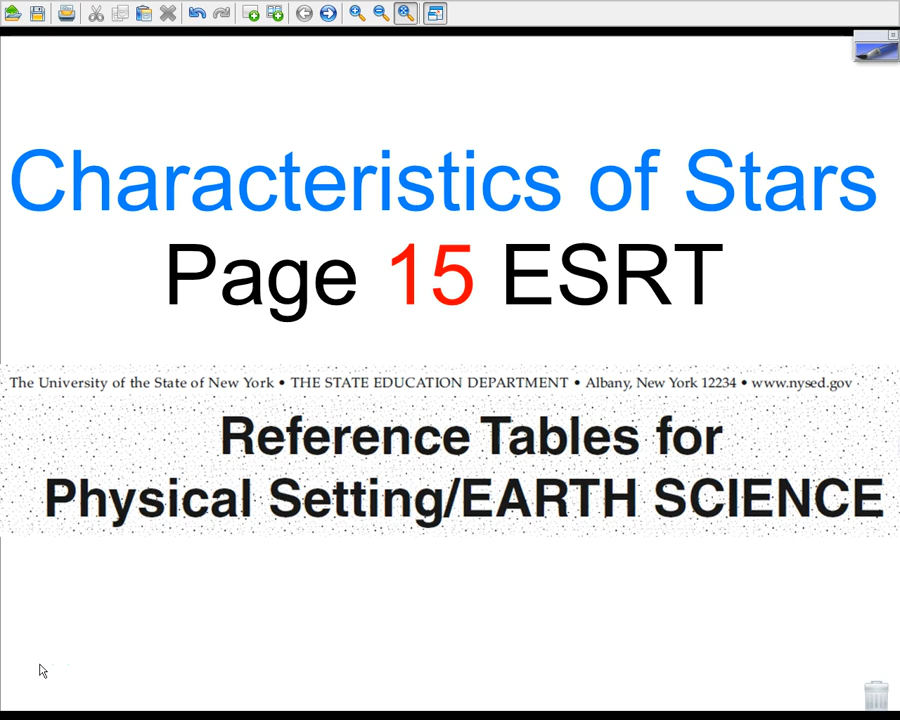 Characteristics of Stars
Page 15 ESRT
The University of the State of New York • THE STATE EDUCATION DEPARTMENT • Albany, New York 12234 • www.nysed.gov
Reference Tables for
Physical Setting/EARTH SCIENCE